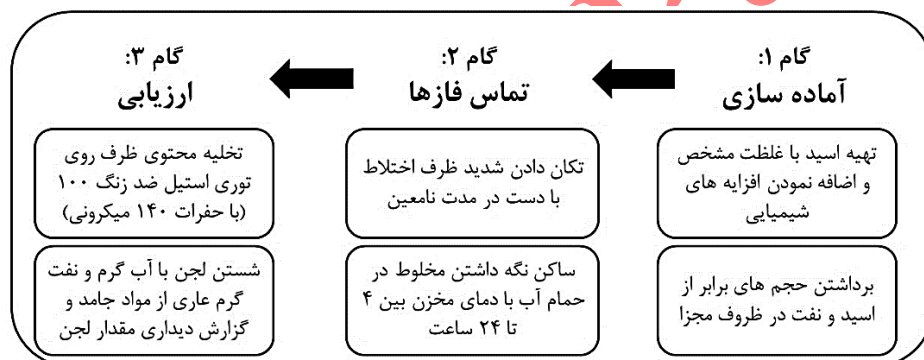 گام ۱:
آماده سازی
تهیه اسید با غلظت مشخص
و اضافه نمودن افزایه های
شیمیایی
برداشتن حجم های برابر از
اسید و نفت در ظروف مجزا
گام ۲:
تماس فازها
تکان دادن شدید ظرف اختلاط
با دست در مدت نامعین
ساکن نگه داشتن مخلوط در
حمام آب با دمای مخزن بین ۴
تا ۲۴ ساعت
گام ۳:
ارزیابی
تخلیه محتوی ظرف روی
توری استیل ضد زنگ ۱۰۰
(با حفرات ۱۴۰ میکرونی)
شستن لجن با آب گرم و نفت
گرم عاری از مواد جامد و
گزارش دیداری مقدار لجن